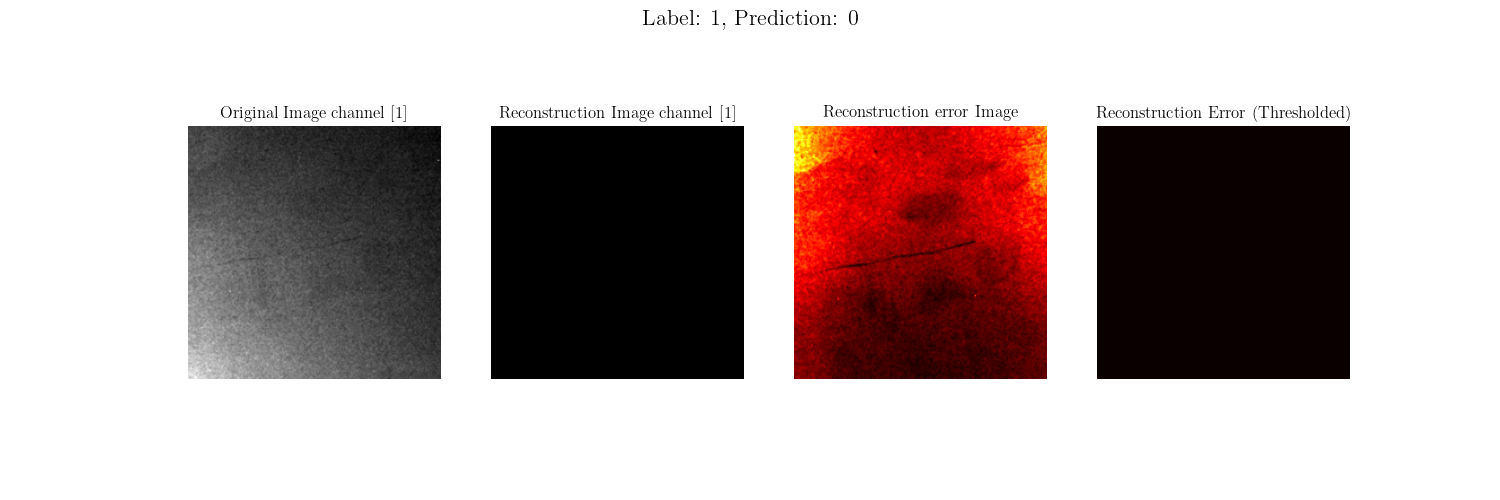 Label: 1, Prediction: 0
Original Image channel [1]
Reconstruction Image channel [1]
Reconstruction error Image
Reconstruction Error (Thresholded)